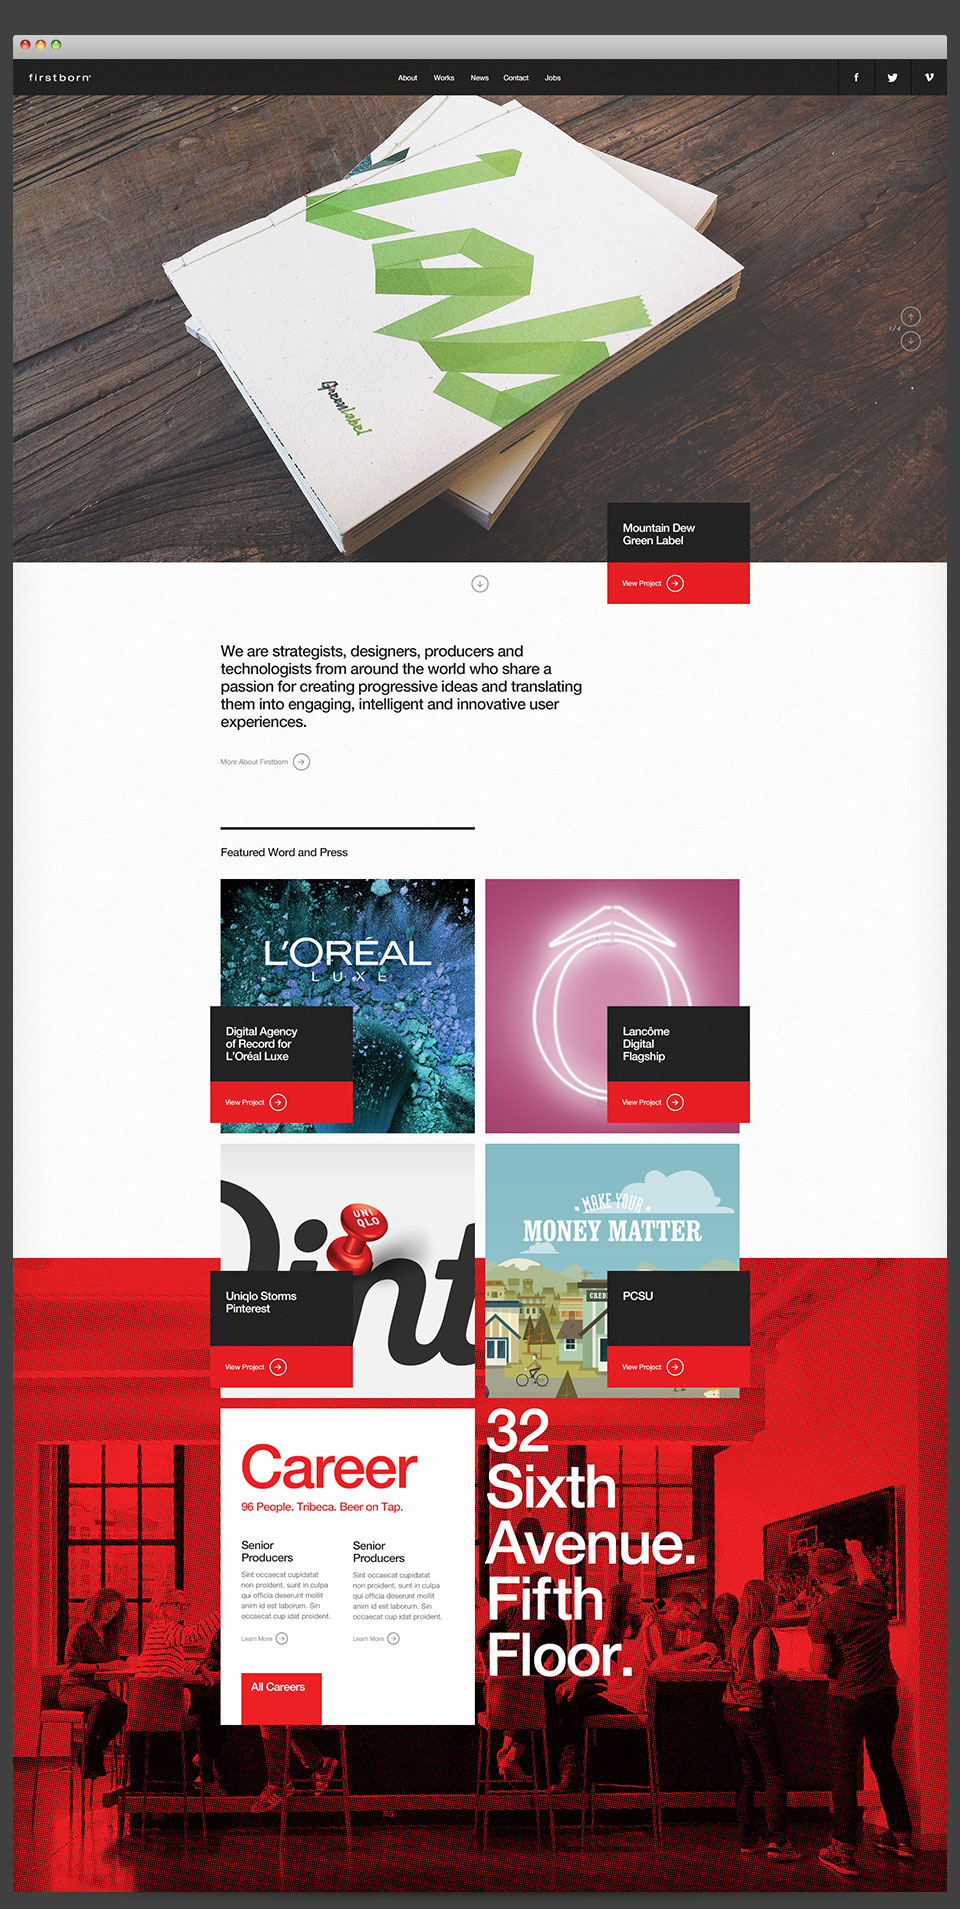 firstborn®
About Works News Contact Jobs
GreenLabel
1/4
Mountain Dew
Green Label
View Project
We are strategists, designers, producers and
technologists from around the world who share a
passion for creating progressive ideas and translating
them into engaging, intelligent and innovative user
experiences.
More About Firstborn
Featured Word and Press
L'ORÉAL
LUXE
Digital Agency
of Record for
L'Oréal Luxe
View Project
Ô
Lancôme
Digital
Flagship
View Project
UNI
QLO
Pint
Uniqlo Storms
Pinterest
View Project
MAKE YOUR
MONEY MATTER
CREDI
PCSU
View Project
Career
96 People. Tribeca. Beer on Tap.
Senior
Producers
Sint occaecat cupidatat
non proident, sunt in culpa
qui officia deserunt mollit
anim id est laborum. Sin
occaecat cup idat proident.
Learn More
Senior
Producers
Sint occaecat cupidatat
non proident, sunt in culpa
qui officia deserunt mollit
anim id est laborum. Sin
occaecat cup idat proident.
Learn More
All Careers
32
Sixth
Avenue.
Fifth
Floor.